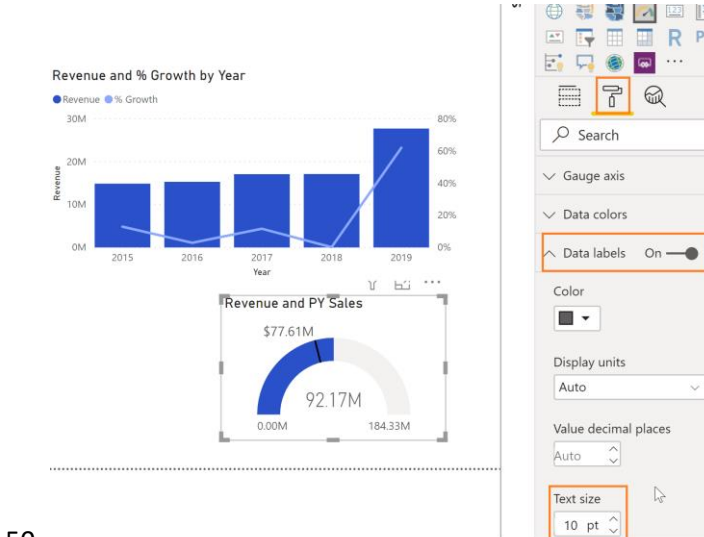 Revenue and % Growth by Year
Revenue % Growth
30M
20M
10M
0M
Revenue
80%
60%
40%
20%
0%
2015 2016 2017 2018 2019
Year
Revenue and PY Sales
$77.61M
92.17M
0.00M 184.33M
123
R P
Search
Gauge axis
Data colors
Data labels On
Color
Display units
Auto
Value decimal places
Auto
Text size
10 pt